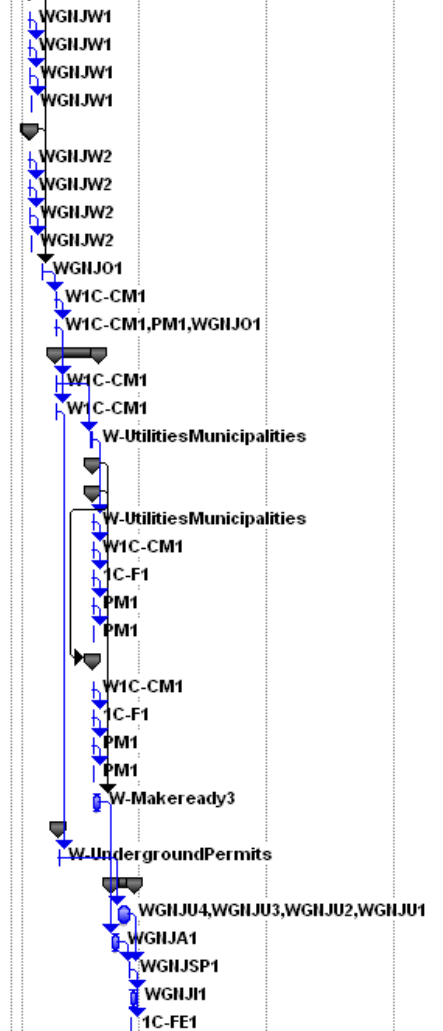 WGNJW1
WGNJW1
WGNJW1
WGNJW1
WGNJW2
WGNJW2
WGNJW2
WGNJW2
WGNJO1
W1C-CM1
W1C-CM1,PM1,WGNJO1
W1C-CM1
W1C-CM1
W-UtilitiesMunicipalities
W-UtilitiesMunicipalities
W1C-CM1
1C-F1
PM1
PM1
W1C-CM1
1C-F1
PM1
PM1
W-Makeready3
W-UndergroundPermits
WGNJU4,WGNJU3,WGNJU2,WGNJU1
WGNJA1
WGNJSP1
WGNJI1
1C-FE1